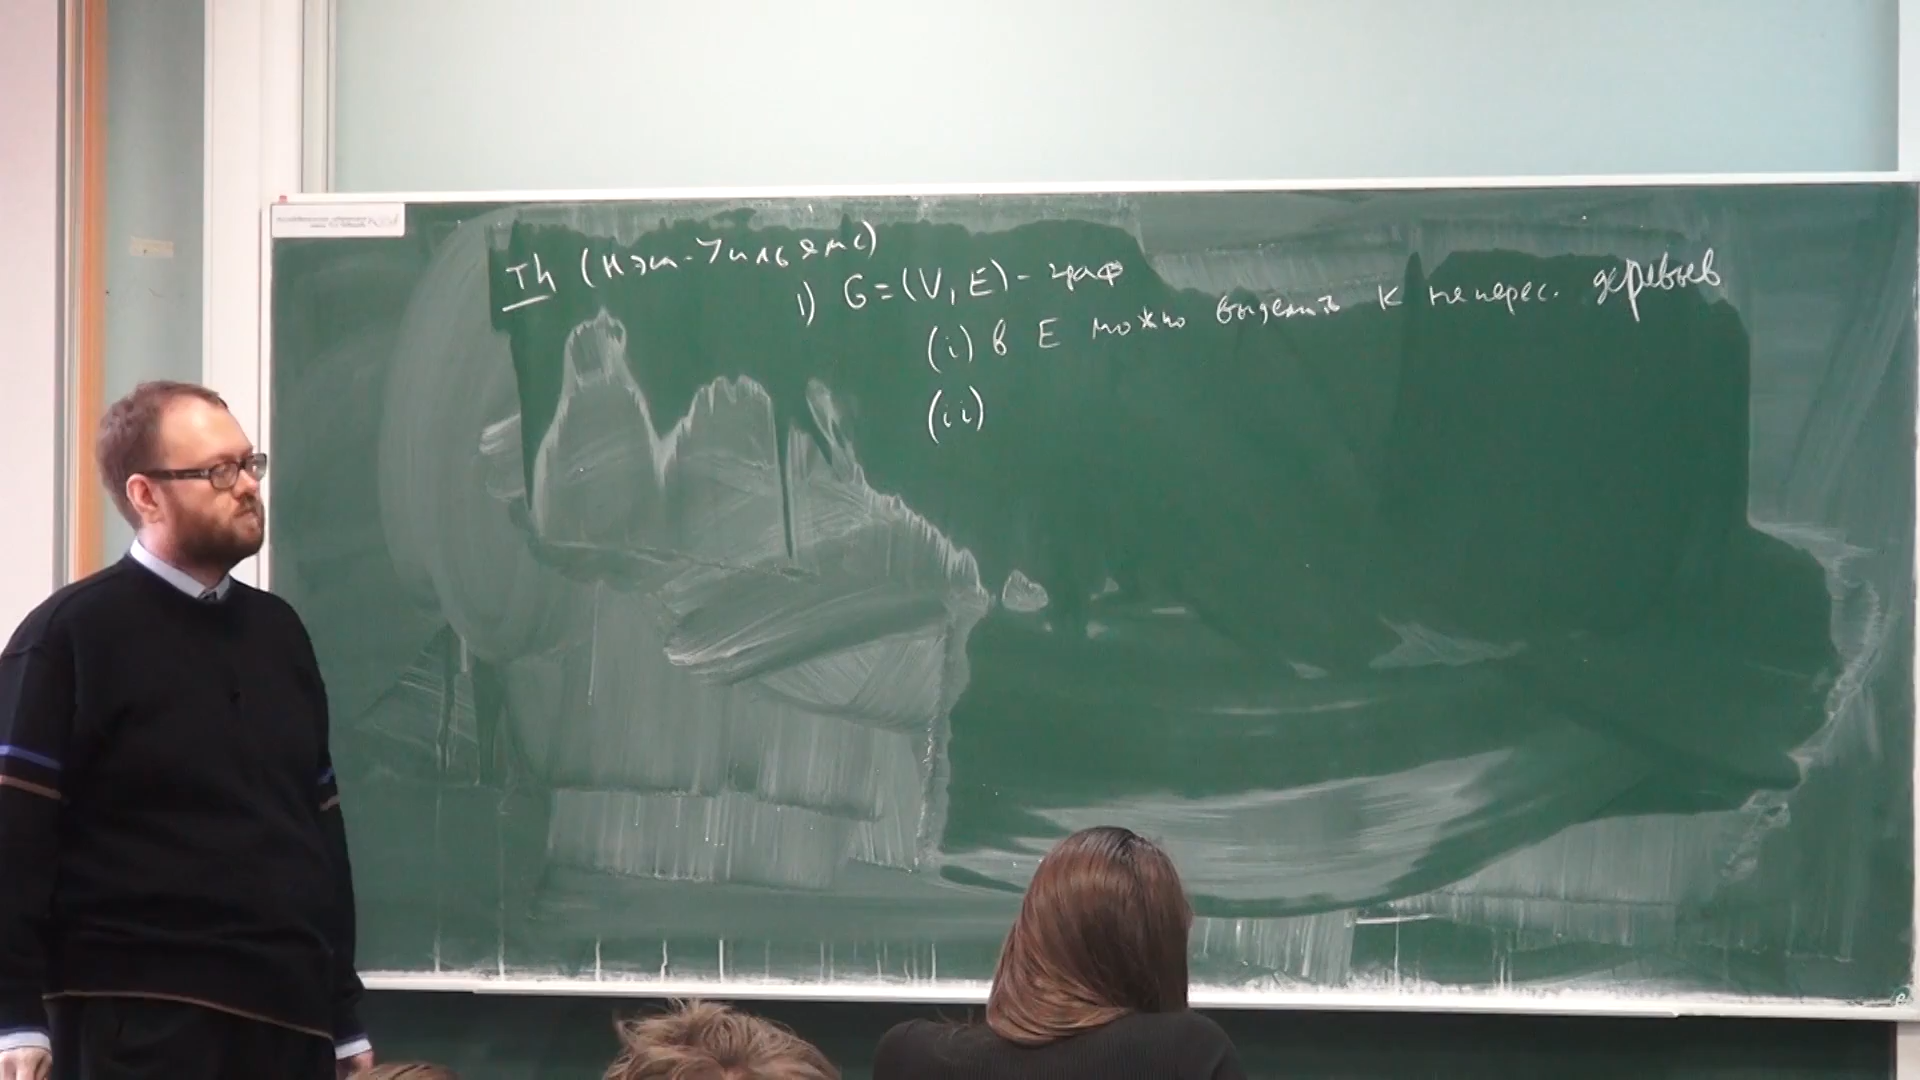 Th (Нэш-Уильямс)
1) G=(V, E) - граф
(i) в E можно выделить k неперес. деревьев
(ii)